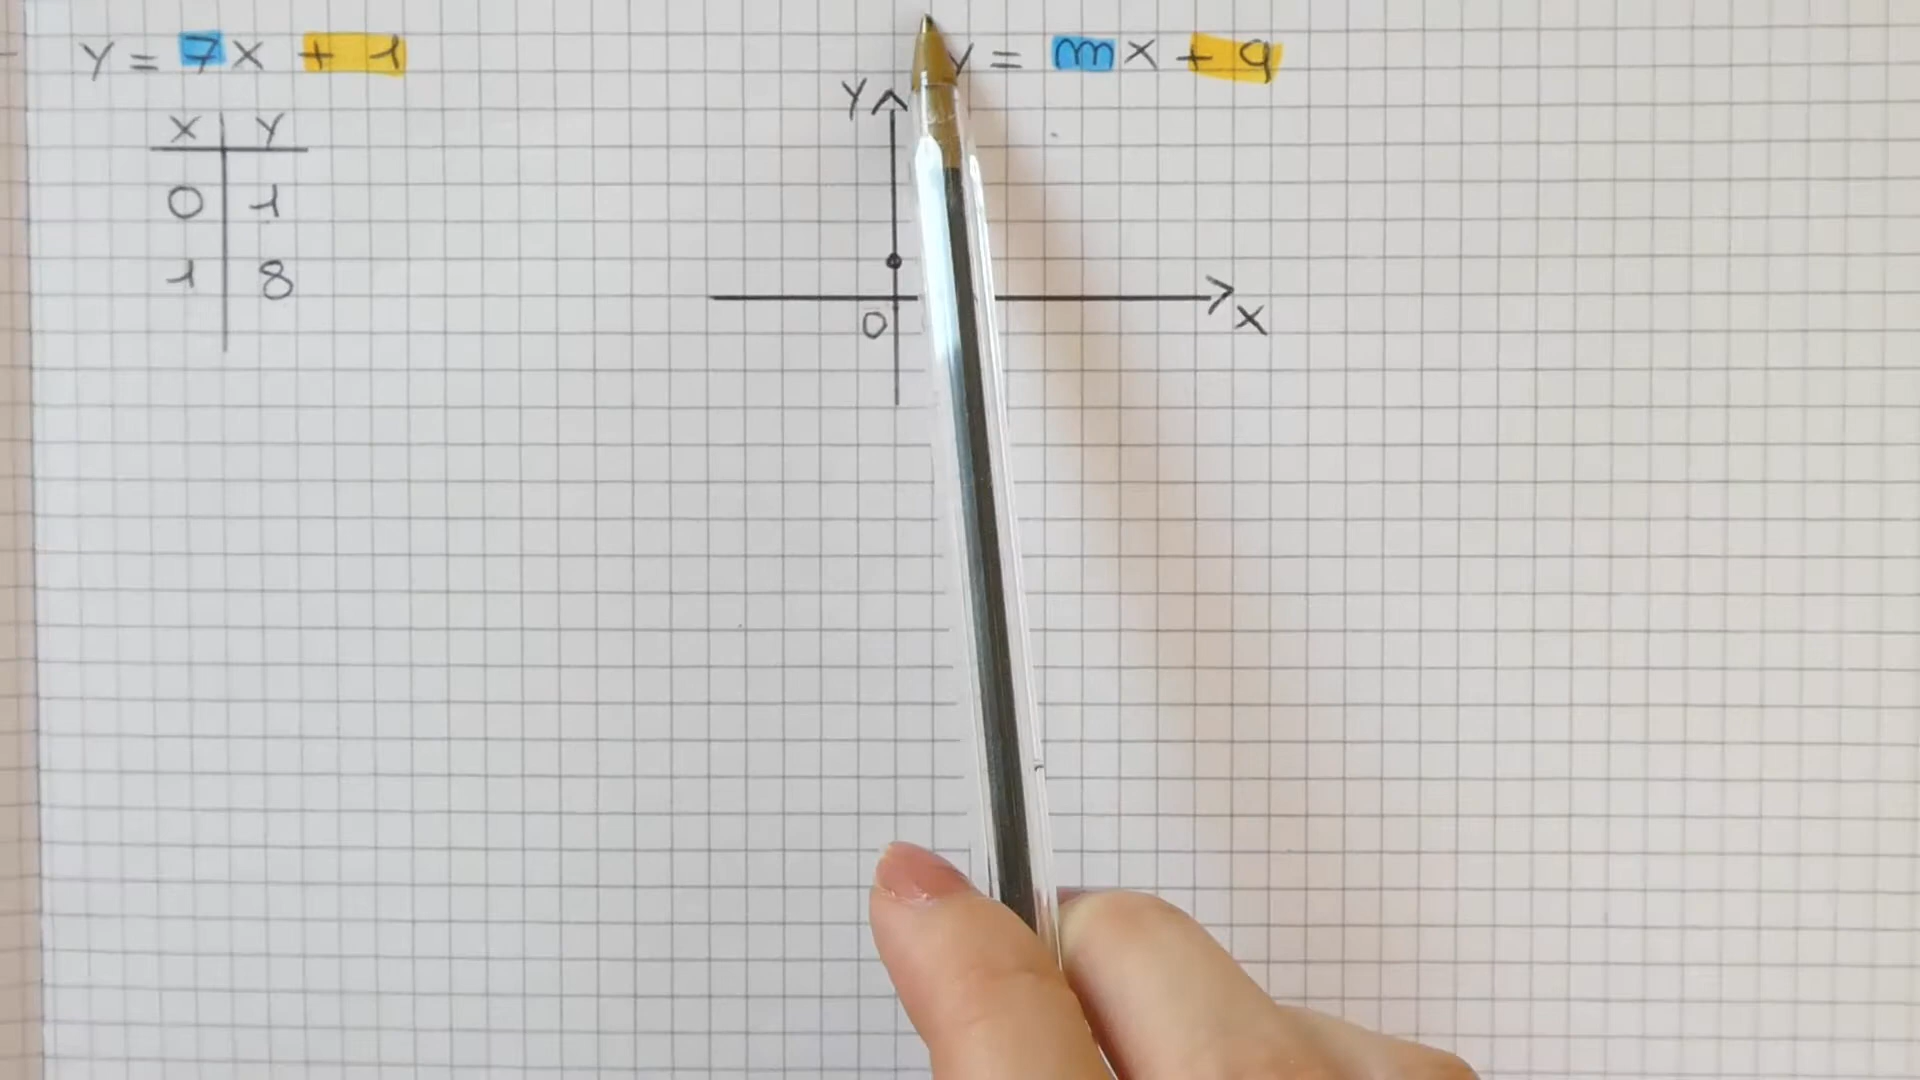 y = 7x + 1
x y
0 1
1 8
y = mx + q
y
0
x